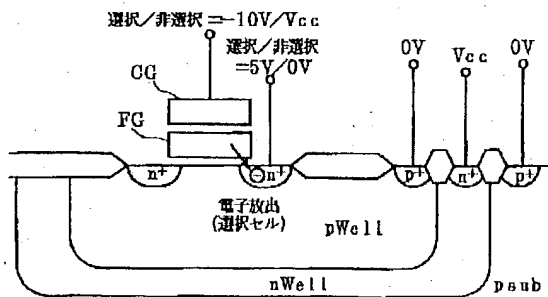 選択/非選択=-10V/Vcc
選択/非選択
=5V/0V
0V
Vcc
0V
CG
FG
n+
⊖n+
p+
n+
p+
電子放出
(選択セル)
pWell
nWell
psub